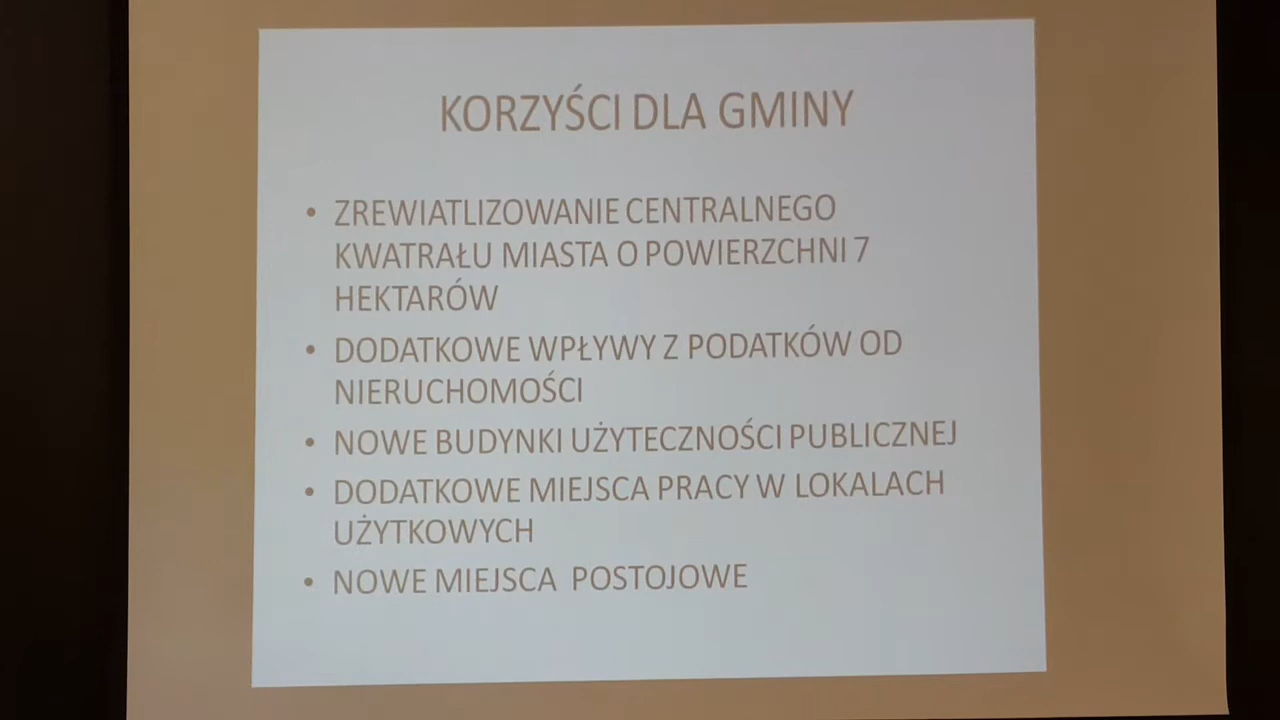 KORZYŚCI DLA GMINY
• ZREWIATLIZOWANIE CENTRALNEGO
KWATRAŁU MIASTA O POWIERZCHNI 7
HEKTARÓW
• DODATKOWE WPŁYWY Z PODATKÓW OD
NIERUCHOMOŚCI
• NOWE BUDYNKI UŻYTECZNOŚCI PUBLICZNEJ
• DODATKOWE MIEJSCA PRACY W LOKALACH
UŻYTKOWYCH
• NOWE MIEJSCA POSTOJOWE